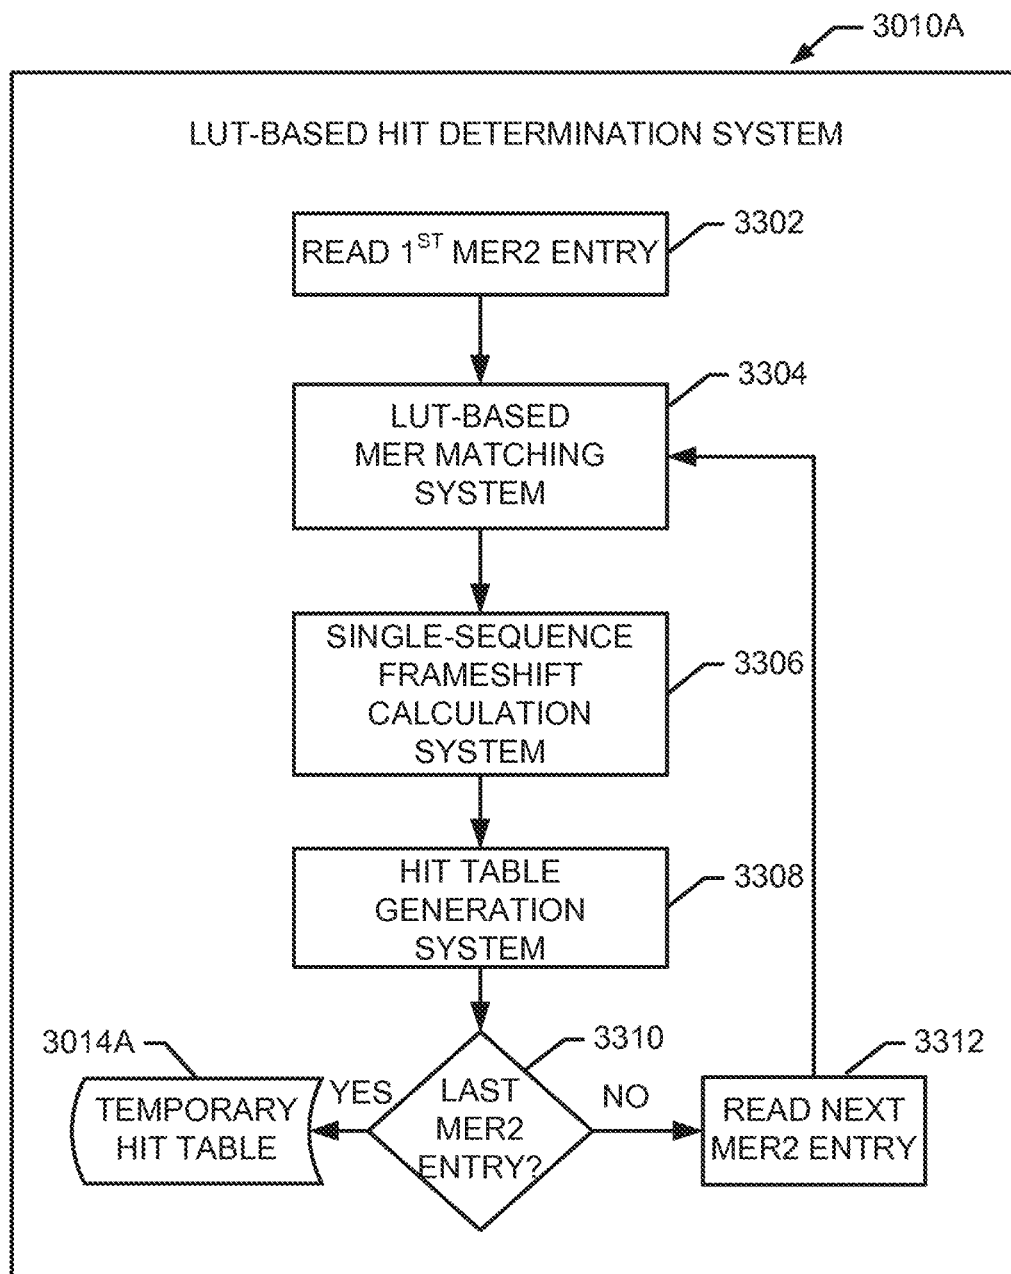 3010A
LUT-BASED HIT DETERMINATION SYSTEM
3302
READ 1ST MER2 ENTRY
3304
LUT-BASED
MER MATCHING
SYSTEM
SINGLE-SEQUENCE
FRAMESHIFT
CALCULATION
SYSTEM
3306
HIT TABLE
GENERATION
SYSTEM
3308
3014A
3310
3312
YES
NO
TEMPORARY
HIT TABLE
LAST
MER2
ENTRY?
READ NEXT
MER2 ENTRY